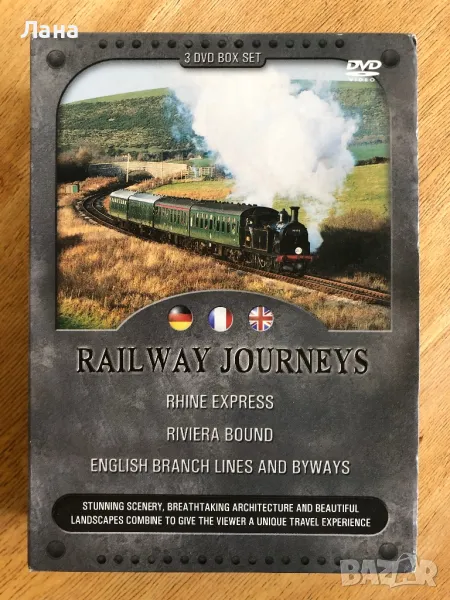 Лана
3 DVD BOX SET
DVD
VIDEO
RAILWAY JOURNEYS
RHINE EXPRESS
RIVIERA BOUND
ENGLISH BRANCH LINES AND BYWAYS
STUNNING SCENERY, BREATHTAKING ARCHITECTURE AND BEAUTIFUL
LANDSCAPES COMBINE TO GIVE THE VIEWER A UNIQUE TRAVEL EXPERIENCE
BAZAR